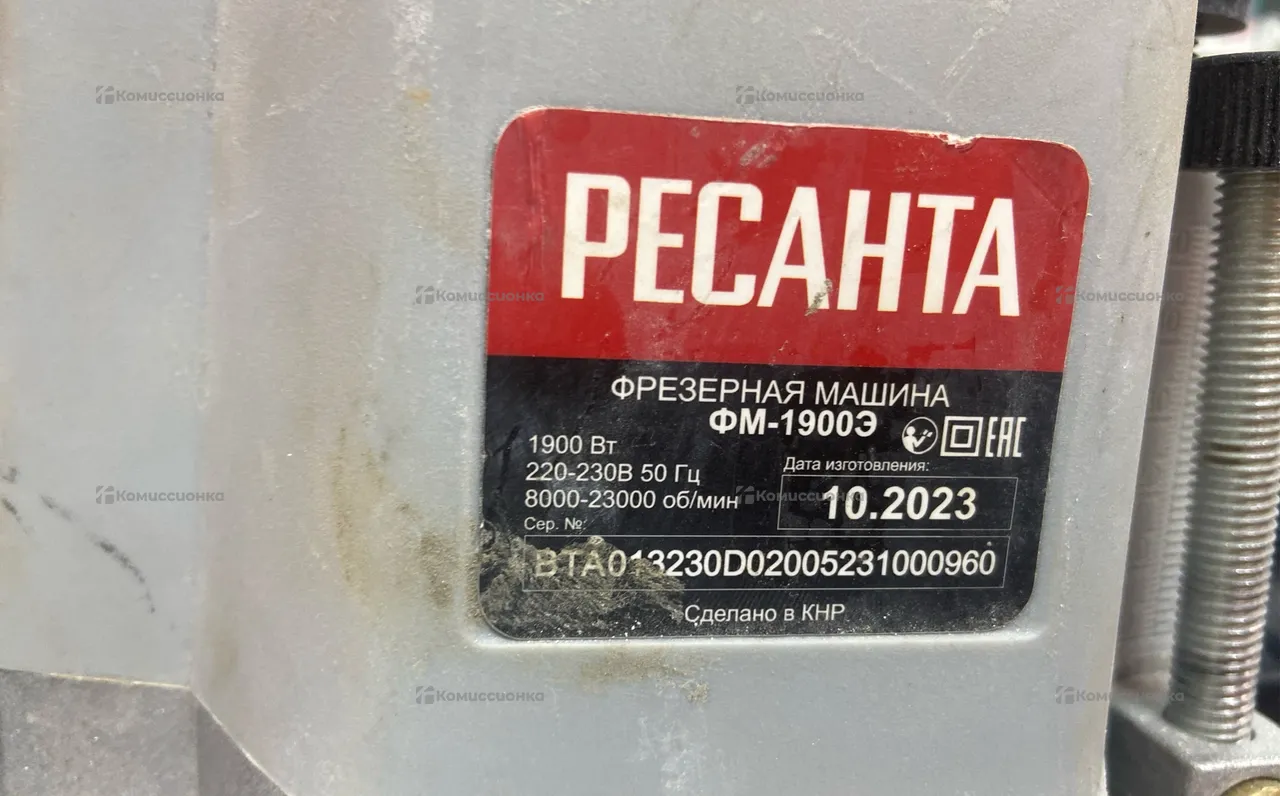 РЕСАНТА
ФРЕЗЕРНАЯ МАШИНА
ФМ-1900Э
EAC
1900 Вт
220-230В 50 Гц
8000-23000 об/мин
Дата изготовления:
10.2023
Сер. №:
BTA013230D02005231000960
Сделано в КНР
Комиссионка
Комиссионка
Комиссионка
Комиссионка
Комиссионка
Комиссионка
Комиссионка
Комиссионка